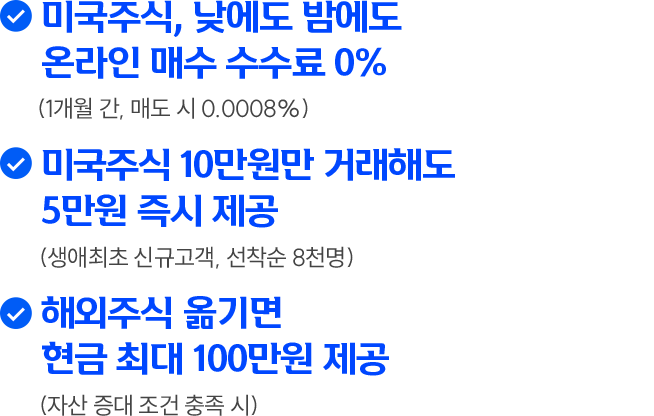 미국주식, 낮에도 밤에도
온라인 매수 수수료 0%
(1개월 간, 매도 시 0.0008%)
미국주식 10만원만 거래해도
5만원 즉시 제공
(생애최초 신규고객, 선착순 8천명)
해외주식 옮기면
현금 최대 100만원 제공
(자산 증대 조건 충족 시)